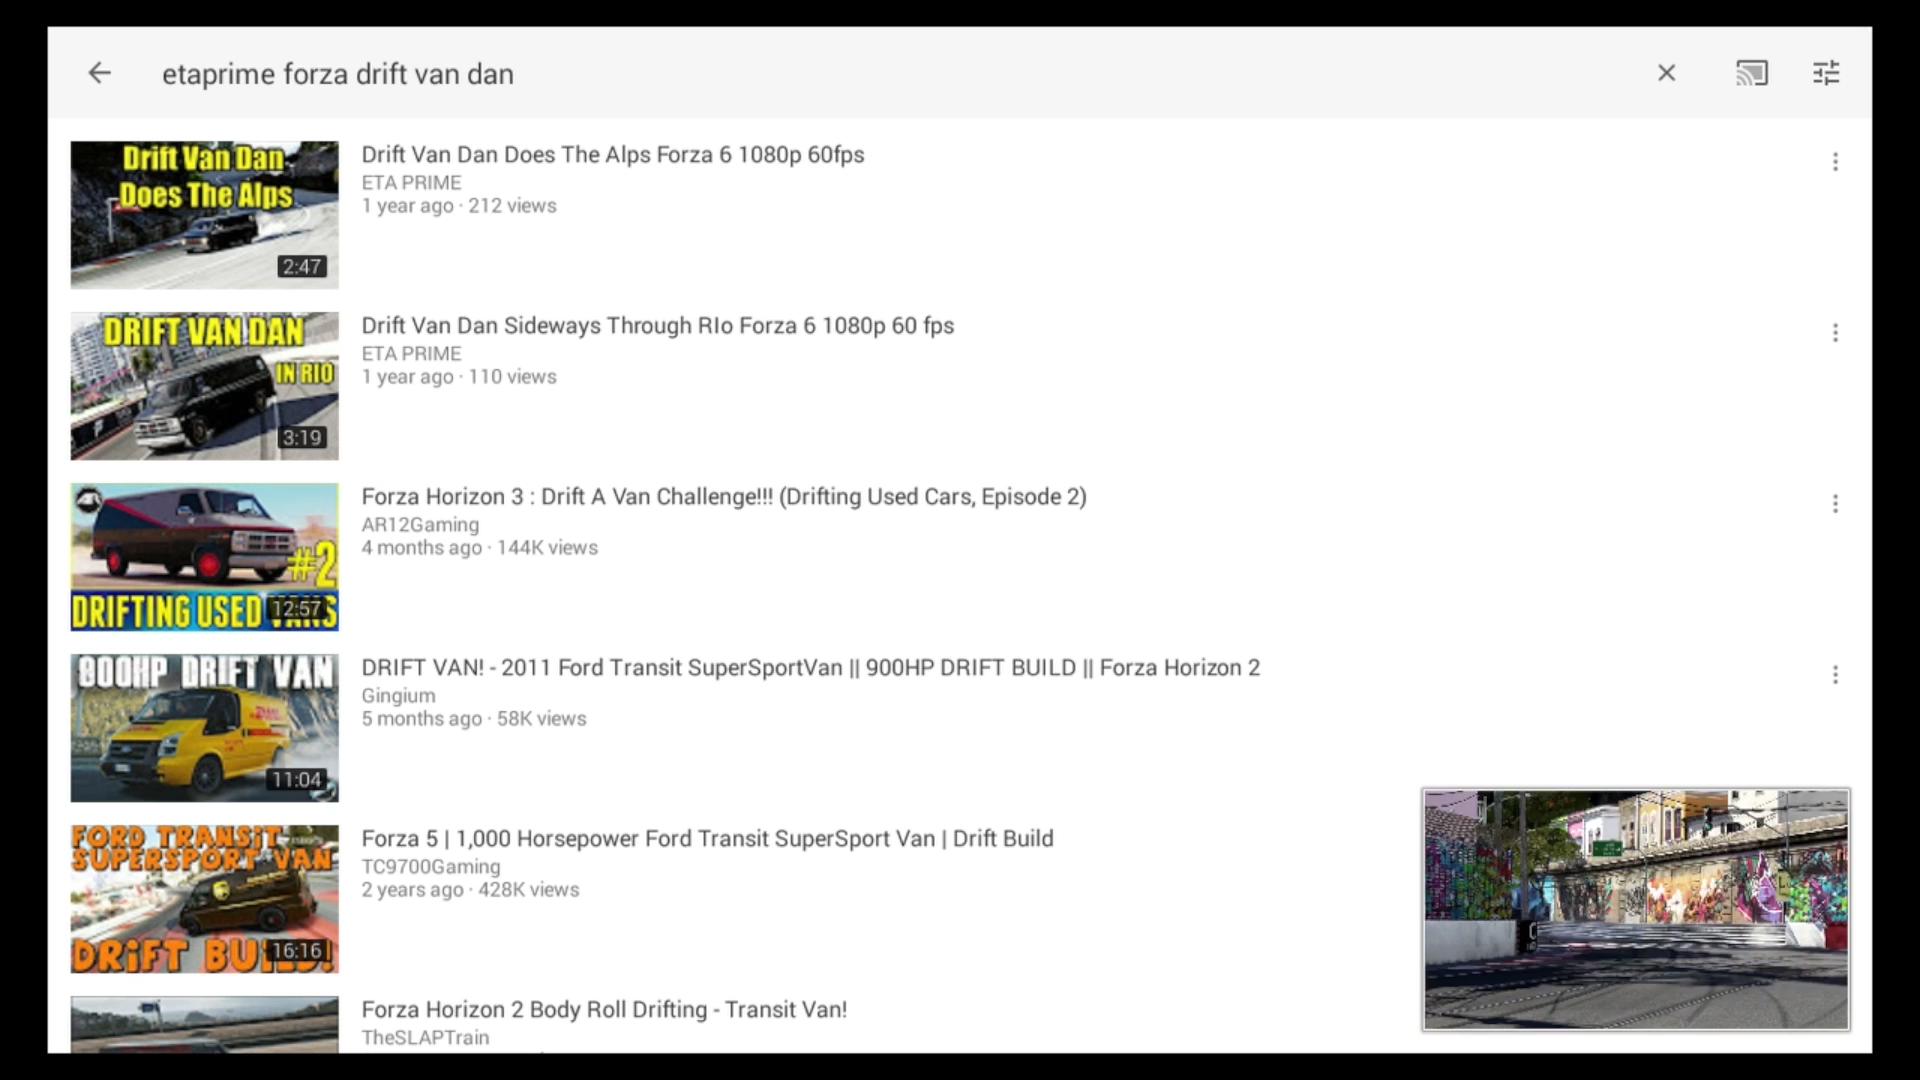 etaprime forza drift van dan
Drift Van Dan
Does The Alps
2:47
Drift Van Dan Does The Alps Forza 6 1080p 60fps
ETA PRIME
1 year ago · 212 views
DRIFT VAN DAN
IN RIO
3:19
Drift Van Dan Sideways Through RIo Forza 6 1080p 60 fps
ETA PRIME
1 year ago · 110 views
#2
DRIFTING USED VANS
12:57
Forza Horizon 3 : Drift A Van Challenge!!! (Drifting Used Cars, Episode 2)
AR12Gaming
4 months ago · 144K views
900HP DRIFT VAN
11:04
DRIFT VAN! - 2011 Ford Transit SuperSportVan || 900HP DRIFT BUILD || Forza Horizon 2
Gingium
5 months ago · 58K views
FORD TRANSiT
SUPERSPORT VAN
DRiFT BUiLD!
16:16
Forza 5 | 1,000 Horsepower Ford Transit SuperSport Van | Drift Build
TC9700Gaming
2 years ago · 428K views
Forza Horizon 2 Body Roll Drifting - Transit Van!
TheSLAPTrain